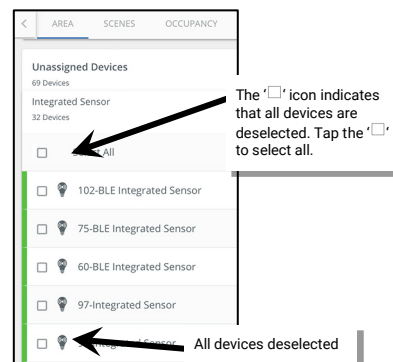 AREA SCENES OCCUPANCY
Unassigned Devices
69 Devices
Integrated Sensor
32 Devices
The ‘☐‘ icon indicates
that all devices are
deselected. Tap the ‘☐‘
to select all.
All
102-BLE Integrated Sensor
75-BLE Integrated Sensor
60-BLE Integrated Sensor
97-Integrated Sensor
All devices deselected